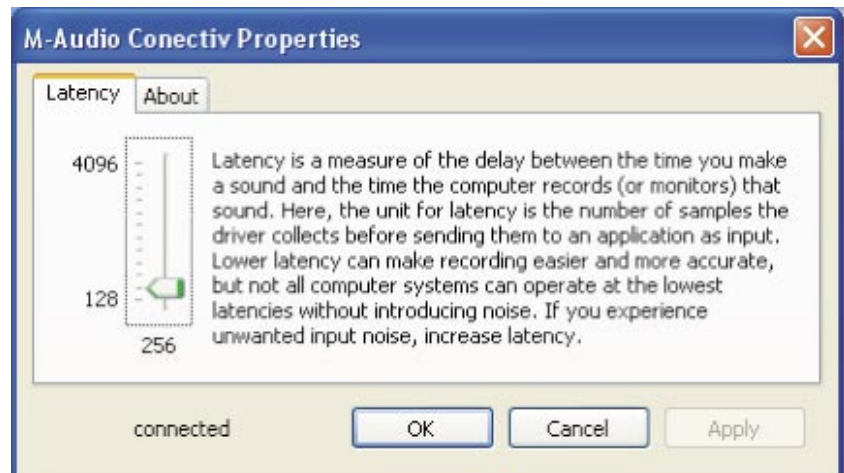 M-Audio Conectiv Properties
Latency About
4096
128
256
Latency is a measure of the delay between the time you make
a sound and the time the computer records (or monitors) that
sound. Here, the unit for latency is the number of samples the
driver collects before sending them to an application as input.
Lower latency can make recording easier and more accurate,
but not all computer systems can operate at the lowest
latencies without introducing noise. If you experience
unwanted input noise, increase latency.
connected OK Cancel Apply